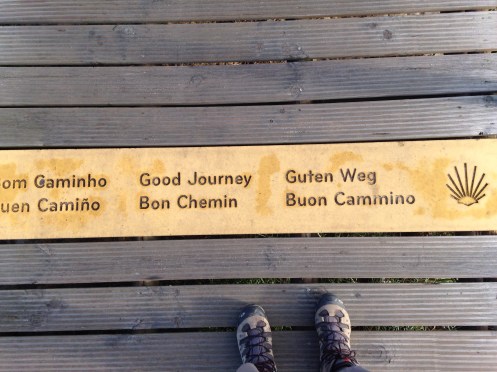 om Caminho
uen Camiño
Good Journey
Bon Chemin
Guten Weg
Buon Cammino